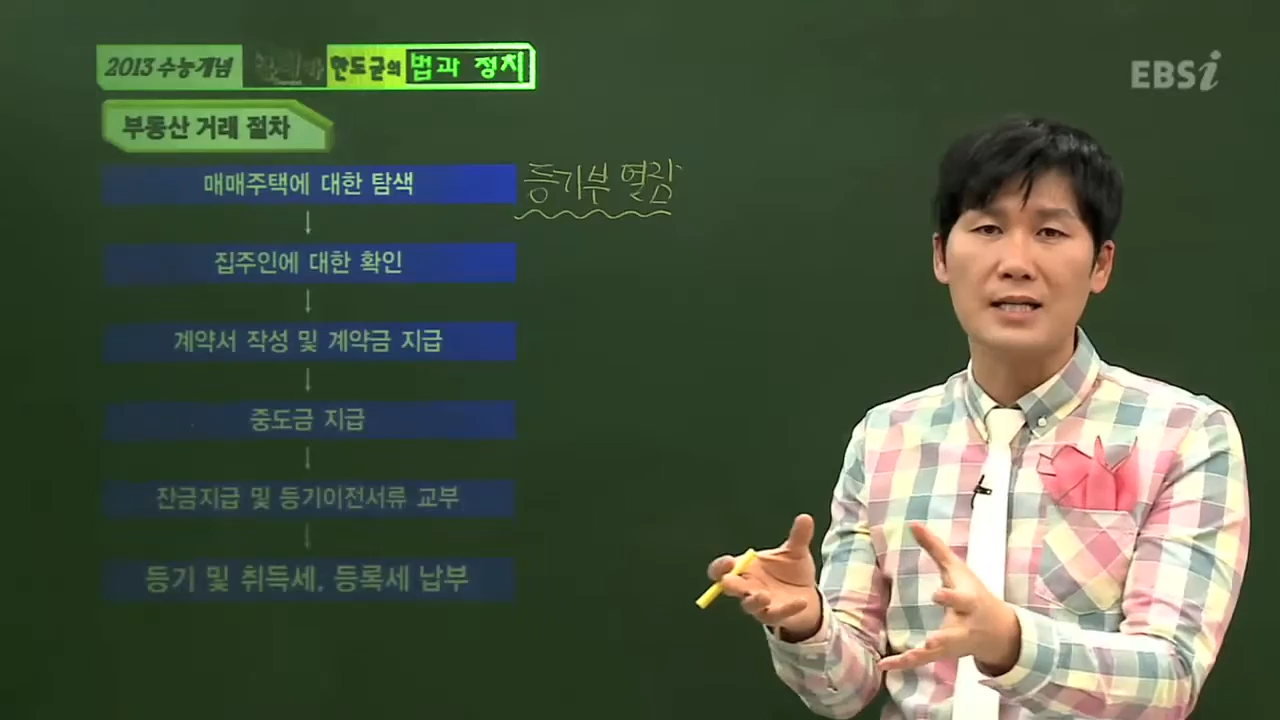 2013 수능개념 한도균의 법과 정치
EBSi
부동산 거래 절차
매매주택에 대한 탐색
등기부 열람
집주인에 대한 확인
계약서 작성 및 계약금 지급
중도금 지급
잔금지급 및 등기이전서류 교부
등기 및 취득세, 등록세 납부